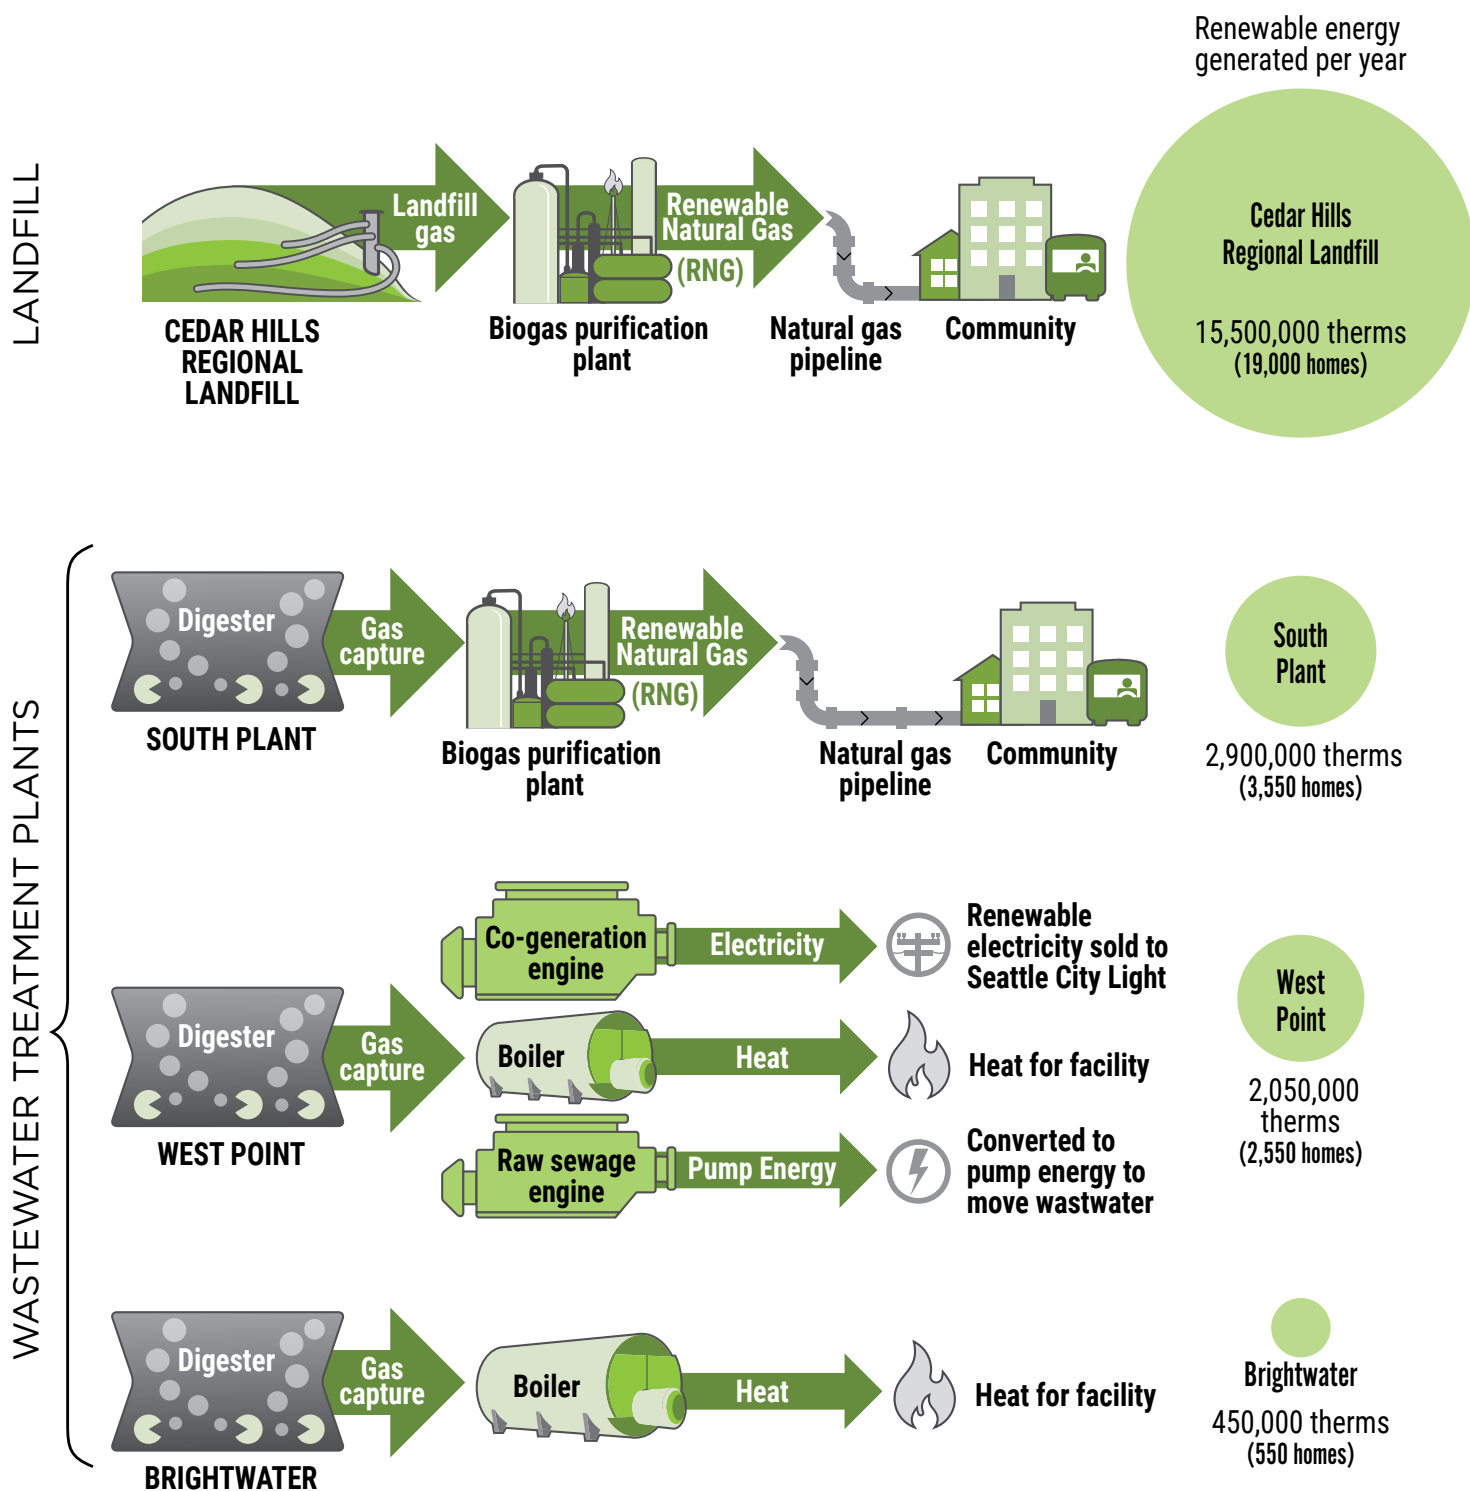 Renewable energy
generated per year
LANDFILL
Landfill
gas
Renewable
Natural Gas
(RNG)
CEDAR HILLS
REGIONAL
LANDFILL
Biogas purification
plant
Natural gas
pipeline
Community
Cedar Hills
Regional Landfill
15,500,000 therms
(19,000 homes)
WASTEWATER TREATMENT PLANTS
Digester
Gas
capture
Renewable
Natural Gas
(RNG)
SOUTH PLANT
Biogas purification
plant
Natural gas
pipeline
Community
South
Plant
2,900,000 therms
(3,550 homes)
Digester
Gas
capture
WEST POINT
Co-generation
engine
Electricity
Renewable
electricity sold to
Seattle City Light
Boiler
Heat
Heat for facility
Raw sewage
engine
Pump Energy
Converted to
pump energy to
move wastwater
West
Point
2,050,000
therms
(2,550 homes)
Digester
Gas
capture
BRIGHTWATER
Boiler
Heat
Heat for facility
Brightwater
450,000 therms
(550 homes)